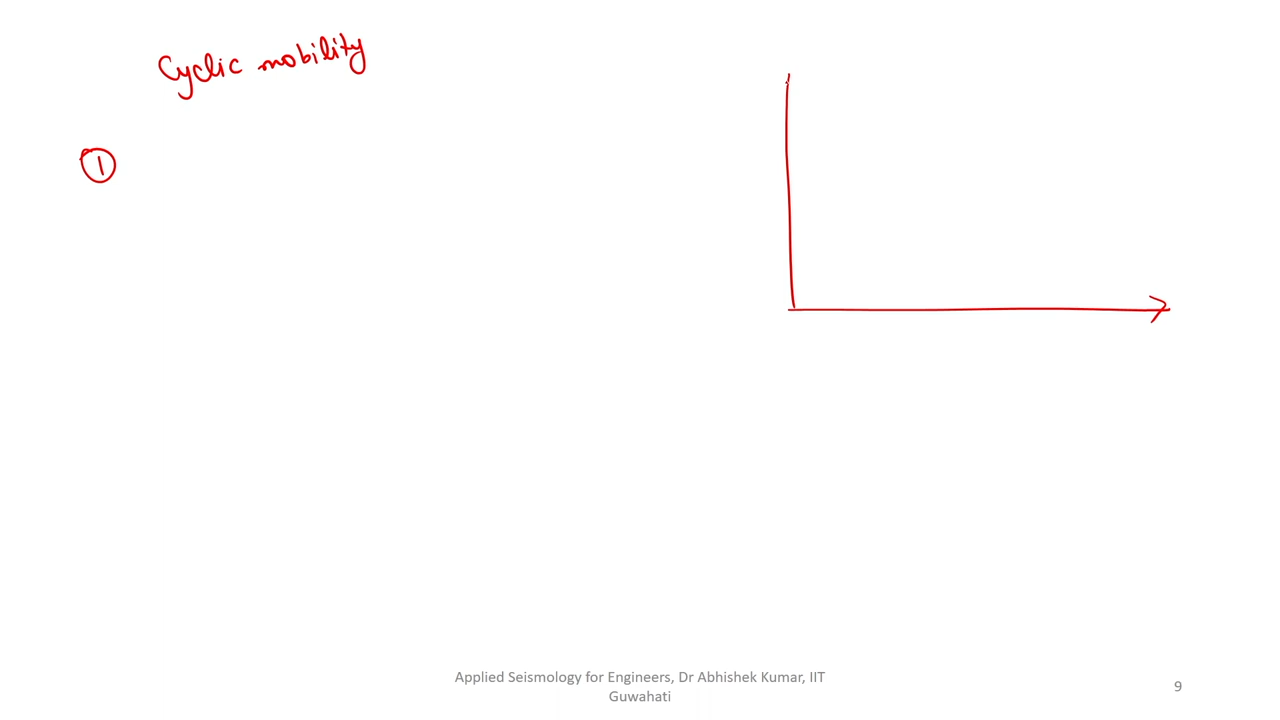 Cyclic mobility
1
Applied Seismology for Engineers, Dr Abhishek Kumar, IIT
Guwahati
9